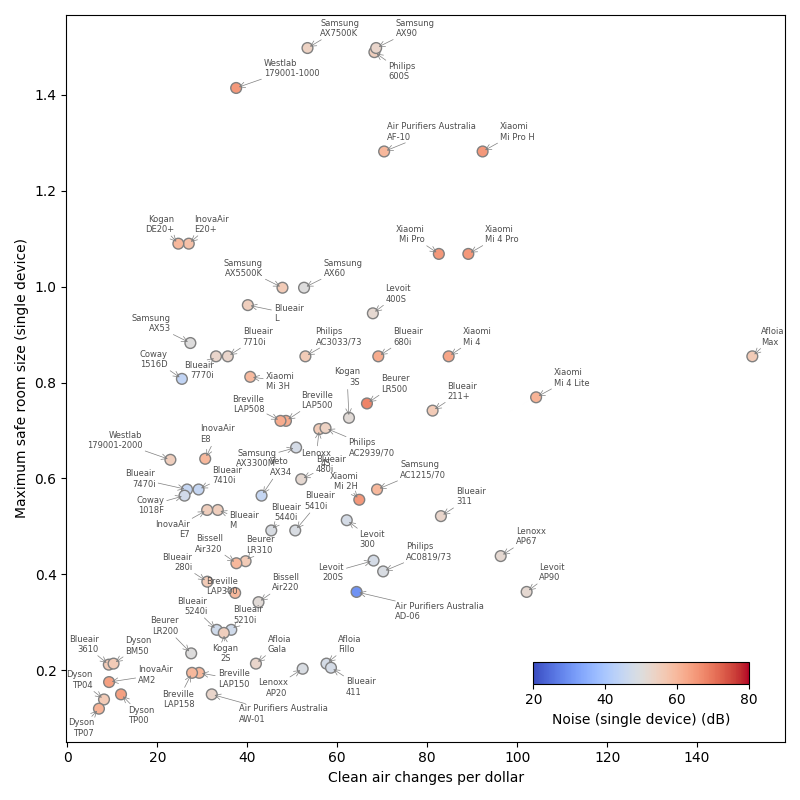 Samsung
AX7500K
Samsung
AX90
Westlab
179001-1000
Philips
600S
1.4
Air Purifiers Australia
AF-10
Xiaomi
Mi Pro H
1.2
Kogan
DE20+
InovaAir
E20+
Xiaomi
Mi Pro
Xiaomi
Mi 4 Pro
Samsung
AX5500K
Samsung
AX60
1.0
Levoit
400S
Blueair
L
Samsung
AX53
Blueair
7710i
Philips
AC3033/73
Blueair
680i
Xiaomi
Mi 4
Afloia
Max
Coway
1516D
Blueair
7770i
Kogan
3S
Xiaomi
Mi 3H
Beurer
LR500
Xiaomi
Mi 4 Lite
0.8
Blueair
211+
Breville
LAP508
Breville
LAP500
Westlab
179001-2000
InovaAir
E8
Samsung
AX3300M
Lenoxx
Philips
AC2939/70
Blueair
480i
AX34
Samsung
AC1215/70
Blueair
7470i
Blueair
7410i
Xiaomi
Mi 2H
0.6
Coway
1018F
Blueair
311
InovaAir
E7
Blueair
M
Blueair
5440i
Blueair
5410i
Levoit
300
Lenoxx
AP67
Bissell
Air320
Beurer
LR310
Blueair
280i
Breville
LAP300
Bissell
Air220
Levoit
200S
Philips
AC0819/73
Levoit
AP90
0.4
Air Purifiers Australia
AD-06
Blueair
5240i
Blueair
5210i
Beurer
LR200
Kogan
2S
Blueair
3610
Dyson
BM50
Afloia
Gala
Afloia
Fillo
0.2
Dyson
TP04
InovaAir
AM2
Breville
LAP158
Breville
LAP150
Lenoxx
AP20
Blueair
411
Dyson
TP07
Dyson
TP00
Air Purifiers Australia
AW-01
20 40 60 80
Noise (single device) (dB)
0 20 40 60 80 100 120 140
Clean air changes per dollar
Maximum safe room size (single device)